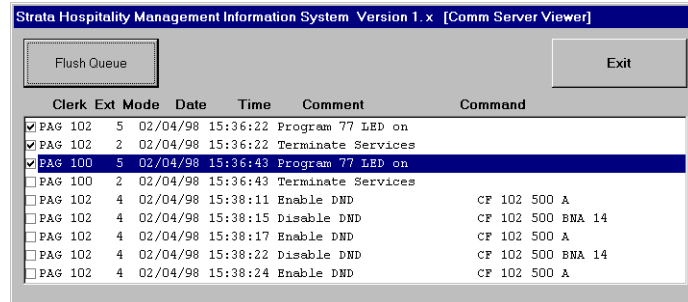 Strata Hospitality Management Information System Version 1.x [Comm Server Viewer]
Flush Queue Exit
Clerk Ext Mode Date Time Comment Command
PAG 102 5 02/04/98 15:36:22 Program 77 LED on
PAG 102 2 02/04/98 15:36:22 Terminate Services
PAG 100 5 02/04/98 15:36:43 Program 77 LED on
PAG 100 2 02/04/98 15:36:43 Terminate Services
PAG 102 4 02/04/98 15:38:11 Enable DND CF 102 500 A
PAG 102 4 02/04/98 15:38:15 Disable DND CF 102 500 BNA 14
PAG 102 4 02/04/98 15:38:17 Enable DND CF 102 500 A
PAG 102 4 02/04/98 15:38:22 Disable DND CF 102 500 BNA 14
PAG 102 4 02/04/98 15:38:24 Enable DND CF 102 500 A